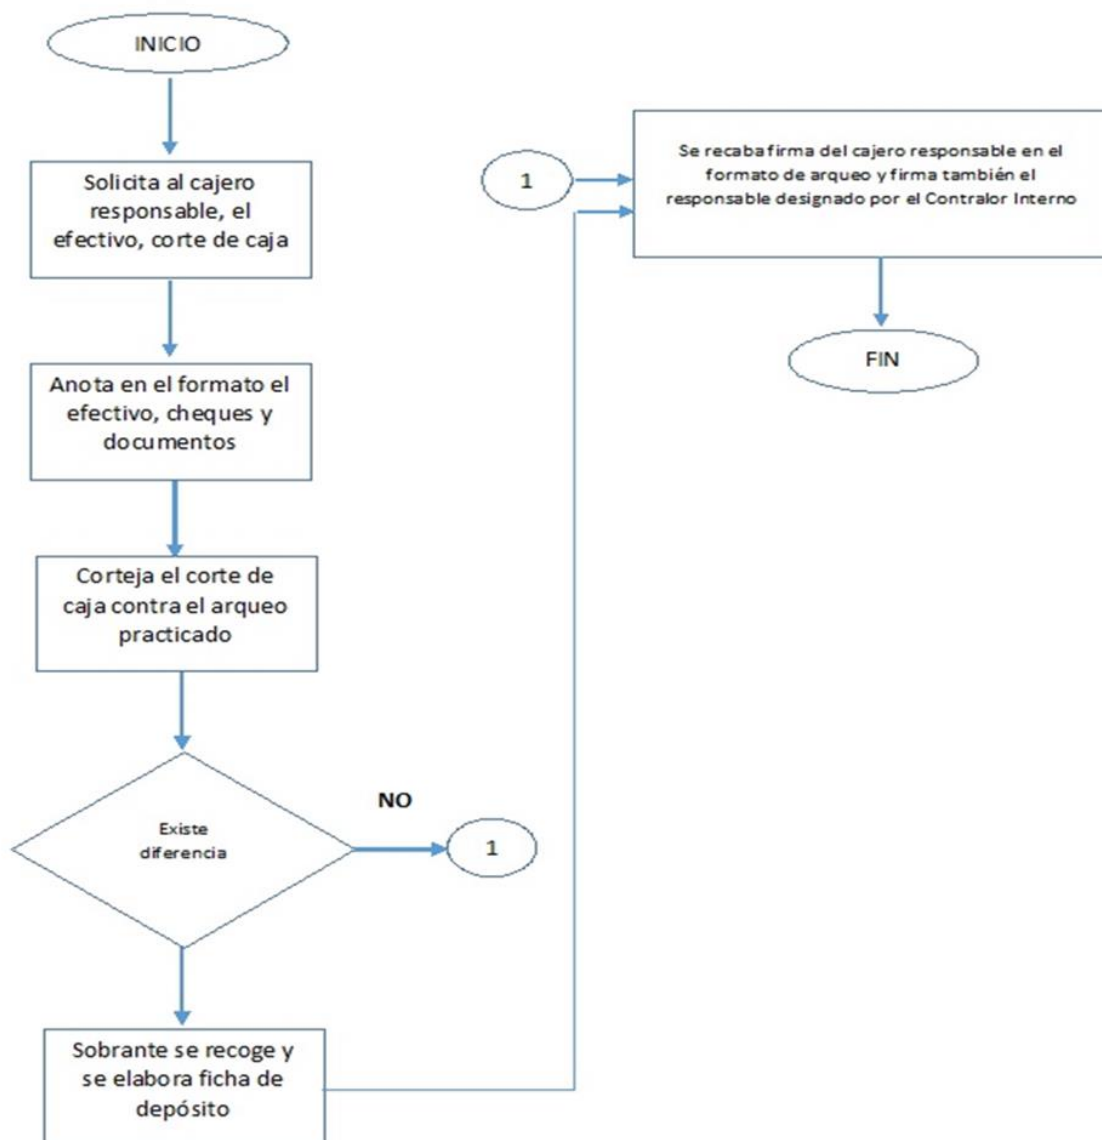 INICIO
Solicita al cajero
responsable, el
efectivo, corte de caja
Anota en el formato el
efectivo, cheques y
documentos
Corteja el corte de
caja contra el arqueo
practicado
Existe
diferencia
NO
1
Sobrante se recoge y
se elabora ficha de
depósito
1
Se recaba firma del cajero responsable en el
formato de arqueo y firma también el
responsable designado por el Contralor Interno
FIN